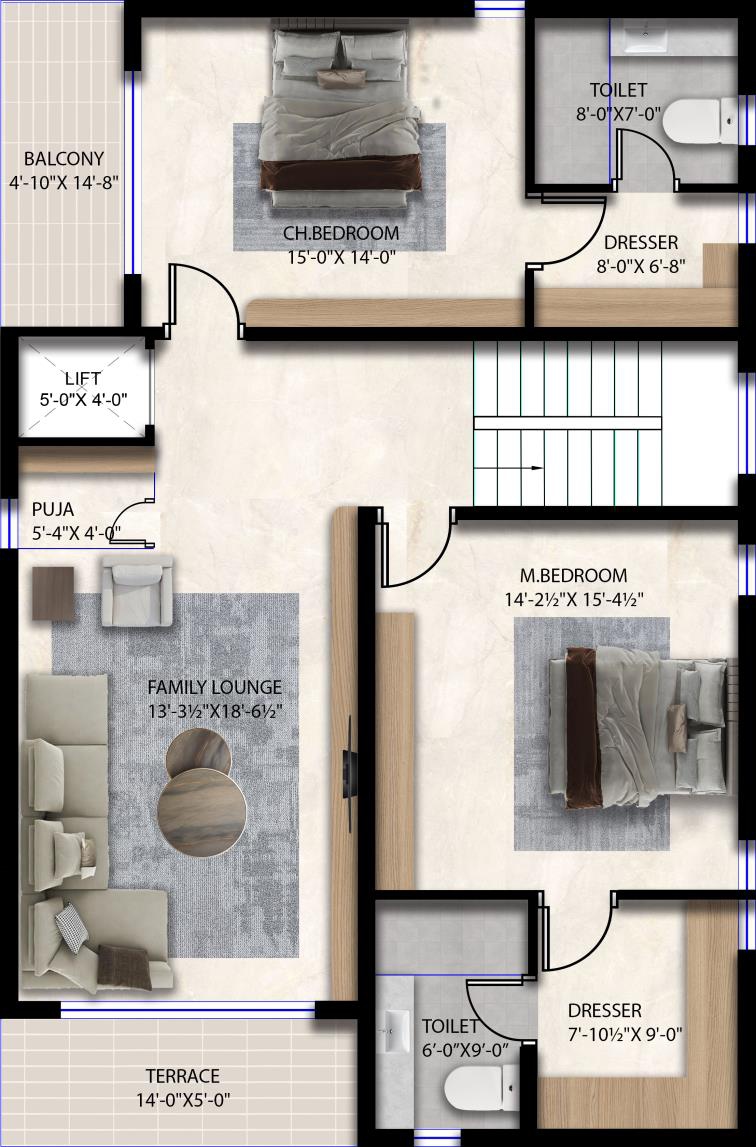 TOILET
8'-0"X7'-0"
BALCONY
4'-10"X 14'-8"
CH.BEDROOM
15'-0"X 14'-0"
DRESSER
8'-0"X 6'-8"
LIFT
5'-0"X 4'-0"
PUJA
5'-4"X 4'-0"
M.BEDROOM
14'-2½"X 15'-4½"
FAMILY LOUNGE
13'-3½"X18'-6½"
DRESSER
7'-10½"X 9'-0"
TOILET
6'-0"X9'-0"
TERRACE
14'-0"X5'-0"